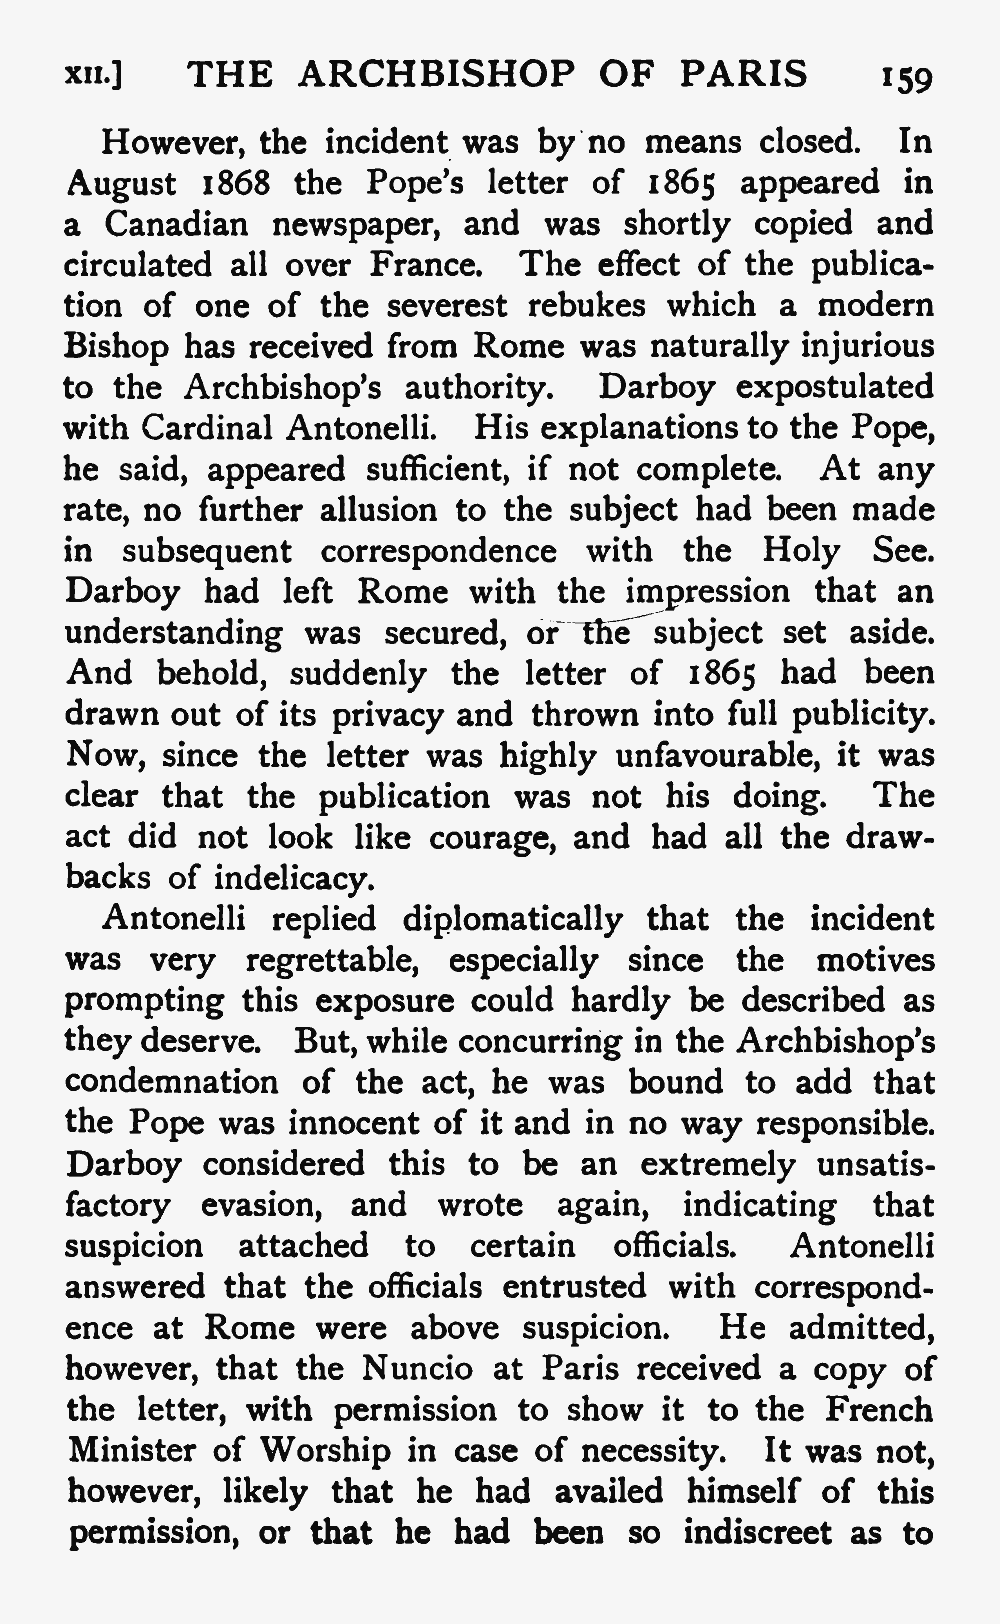 XII.] THE ARCHBISHOP OF PARIS 159
However, the incident was by no means closed. In
August 1868 the Pope's letter of 1865 appeared in
a Canadian newspaper, and was shortly copied and
circulated all over France. The effect of the publica-
tion of one of the severest rebukes which a modern
Bishop has received from Rome was naturally injurious
to the Archbishop's authority. Darboy expostulated
with Cardinal Antonelli. His explanations to the Pope,
he said, appeared sufficient, if not complete. At any
rate, no further allusion to the subject had been made
in subsequent correspondence with the Holy See.
Darboy had left Rome with the impression that an
understanding was secured, or the subject set aside.
And behold, suddenly the letter of 1865 had been
drawn out of its privacy and thrown into full publicity.
Now, since the letter was highly unfavourable, it was
clear that the publication was not his doing. The
act did not look like courage, and had all the draw-
backs of indelicacy.
Antonelli replied diplomatically that the incident
was very regrettable, especially since the motives
prompting this exposure could hardly be described as
they deserve. But, while concurring in the Archbishop's
condemnation of the act, he was bound to add that
the Pope was innocent of it and in no way responsible.
Darboy considered this to be an extremely unsatis-
factory evasion, and wrote again, indicating that
suspicion attached to certain officials. Antonelli
answered that the officials entrusted with correspond-
ence at Rome were above suspicion. He admitted,
however, that the Nuncio at Paris received a copy of
the letter, with permission to show it to the French
Minister of Worship in case of necessity. It was not,
however, likely that he had availed himself of this
permission, or that he had been so indiscreet as to